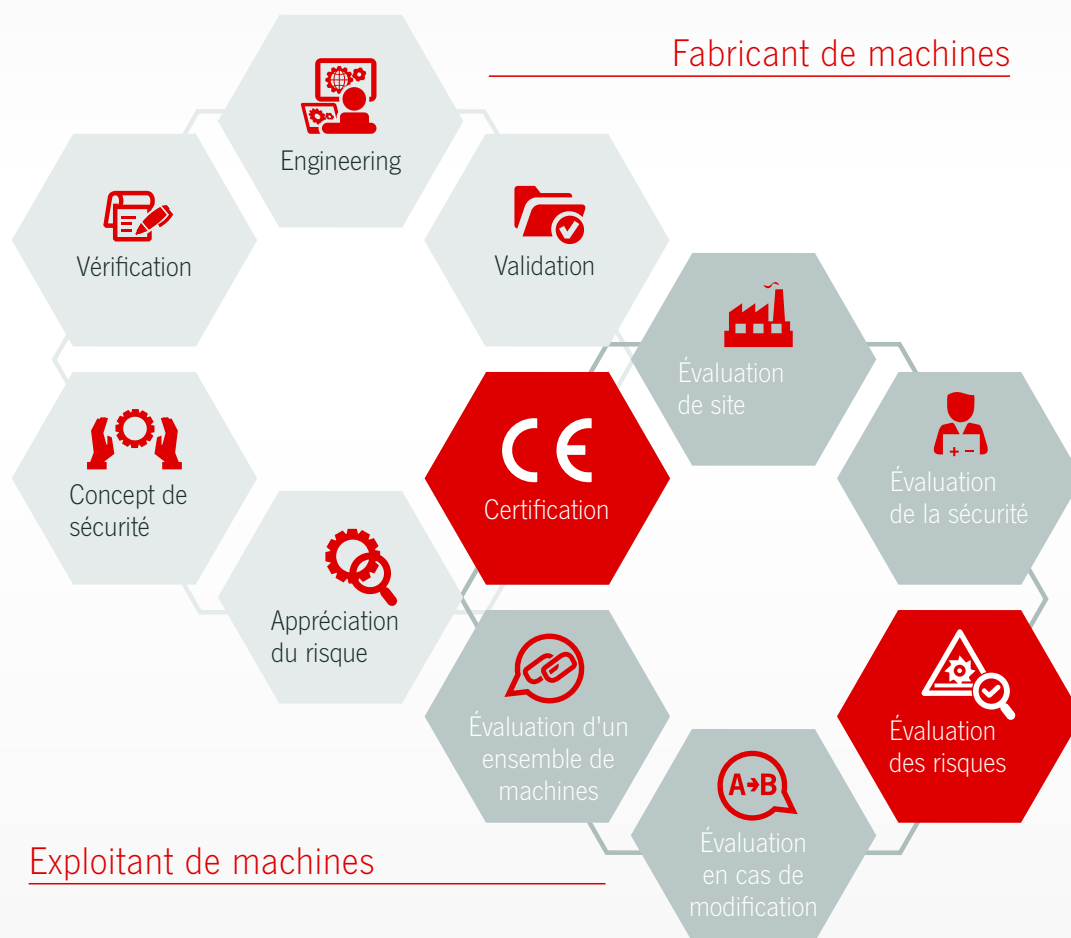 Fabricant de machines
Engineering
Vérification
Validation
Évaluation
de site
CE
Certification
Évaluation
de la sécurité
Concept de
sécurité
Appréciation
du risque
Évaluation d'un
ensemble de
machines
Évaluation
des risques
A→B
Évaluation
en cas de
modification
Exploitant de machines